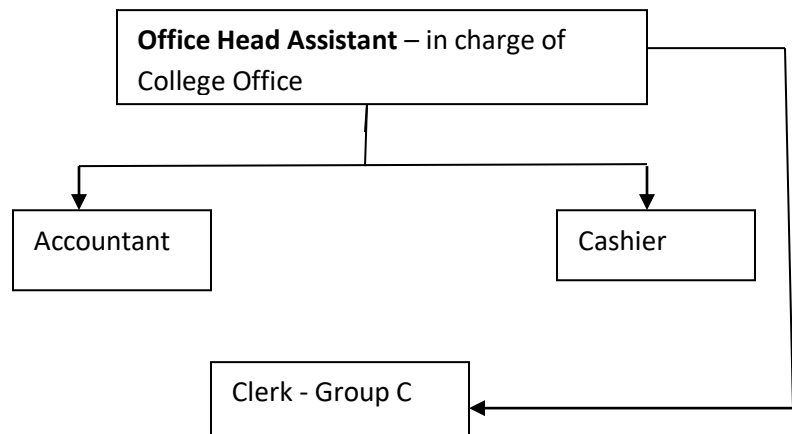 Office Head Assistant – in charge of
College Office
Accountant
Cashier
Clerk - Group C